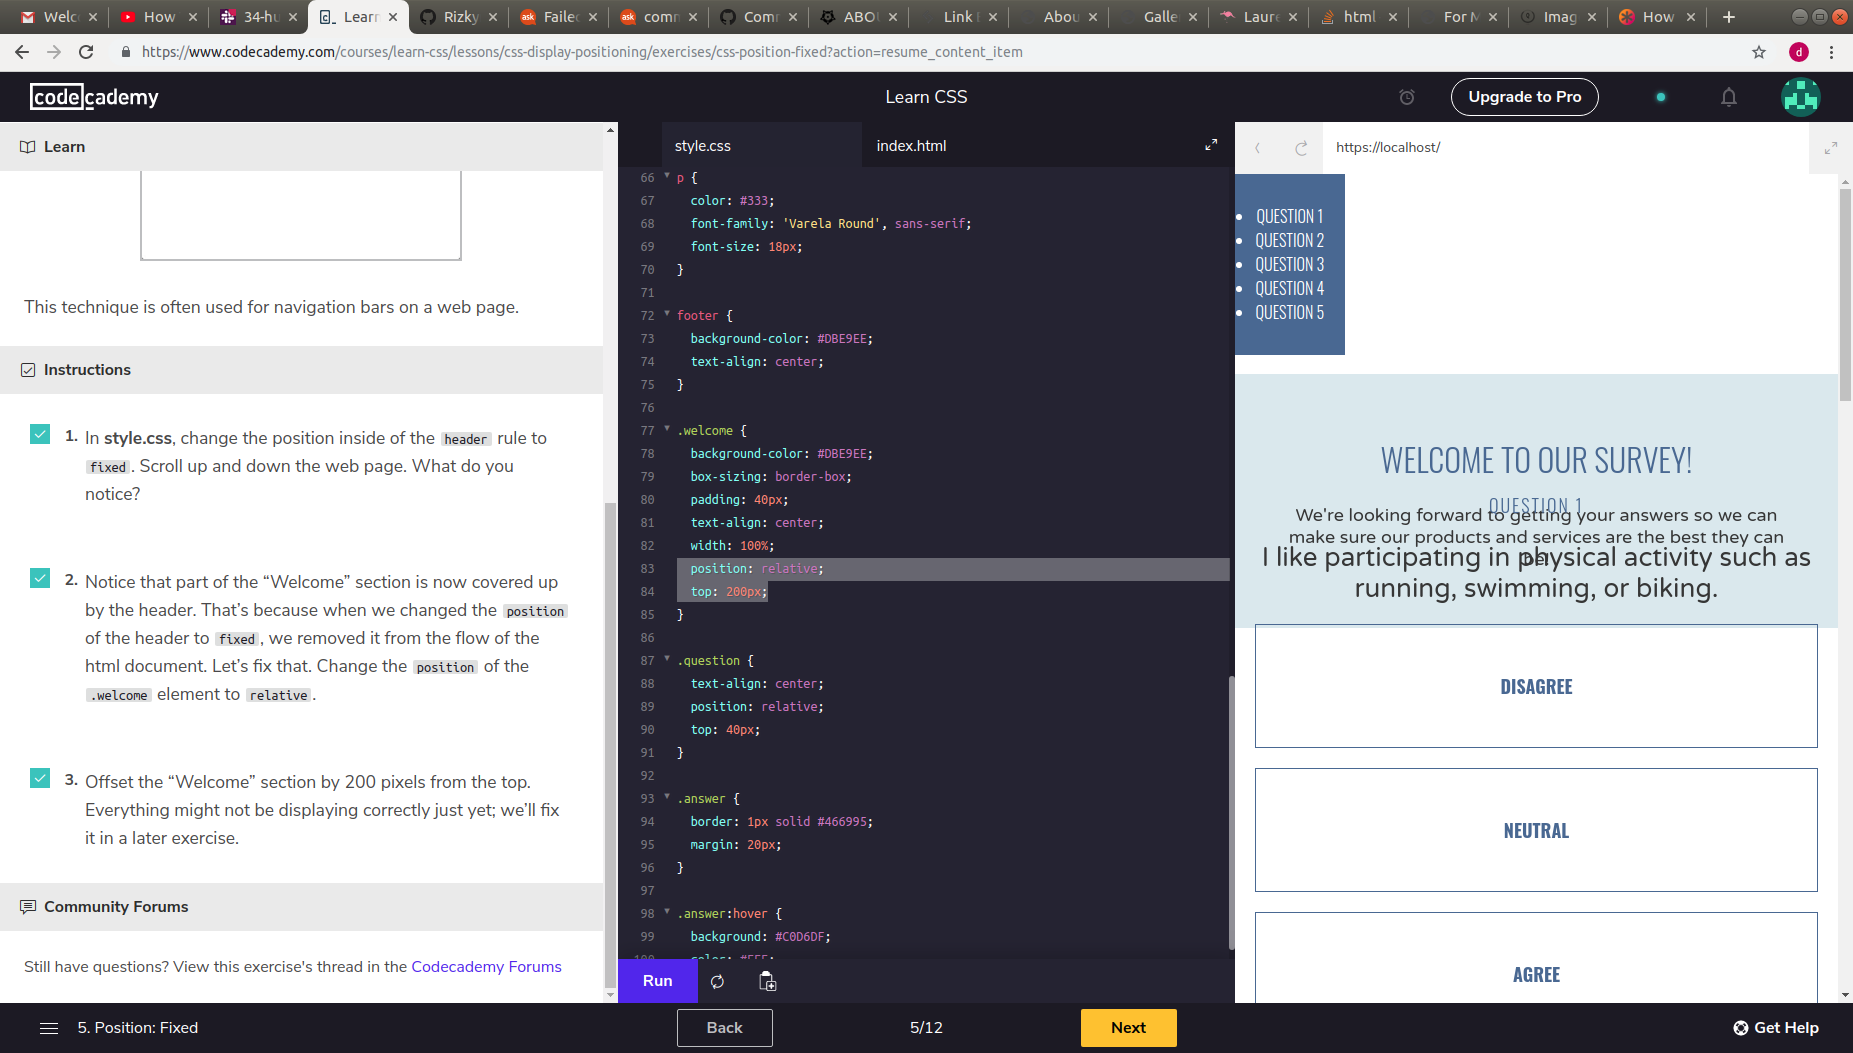 Welc
How
34-hu
Learn
Rizky
Failed
comm
Comm
ABOU
Link
Abou
Galle
Laure
html
For M
Imag
How
https://www.codecademy.com/courses/learn-css/lessons/css-display-positioning/exercises/css-position-fixed?action=resume_content_item
d
codecademy
Learn CSS
Upgrade to Pro
Learn
This technique is often used for navigation bars on a web page.
Instructions
1. In style.css, change the position inside of the header rule to
fixed. Scroll up and down the web page. What do you
notice?
2. Notice that part of the “Welcome” section is now covered up
by the header. That’s because when we changed the position
of the header to fixed, we removed it from the flow of the
html document. Let’s fix that. Change the position of the
.welcome element to relative.
3. Offset the “Welcome” section by 200 pixels from the top.
Everything might not be displaying correctly just yet; we’ll fix
it in a later exercise.
Community Forums
Still have questions? View this exercise's thread in the Codecademy Forums
style.css
index.html
66 p {
67 color: #333;
68 font-family: 'Varela Round', sans-serif;
69 font-size: 18px;
70 }
71
72 footer {
73 background-color: #DBE9EE;
74 text-align: center;
75 }
76
77 .welcome {
78 background-color: #DBE9EE;
79 box-sizing: border-box;
80 padding: 40px;
81 text-align: center;
82 width: 100%;
83 position: relative;
84 top: 200px;
85 }
86
87 .question {
88 text-align: center;
89 position: relative;
90 top: 40px;
91 }
92
93 .answer {
94 border: 1px solid #466995;
95 margin: 20px;
96 }
97
98 .answer:hover {
99 background: #C0D6DF;
Run
https://localhost/
QUESTION 1
QUESTION 2
QUESTION 3
QUESTION 4
QUESTION 5
WELCOME TO OUR SURVEY!
QUESTION 1
We're looking forward to getting your answers so we can
make sure our products and services are the best they can
be!
I like participating in physical activity such as
running, swimming, or biking.
DISAGREE
NEUTRAL
AGREE
5. Position: Fixed
Back
5/12
Next
Get Help